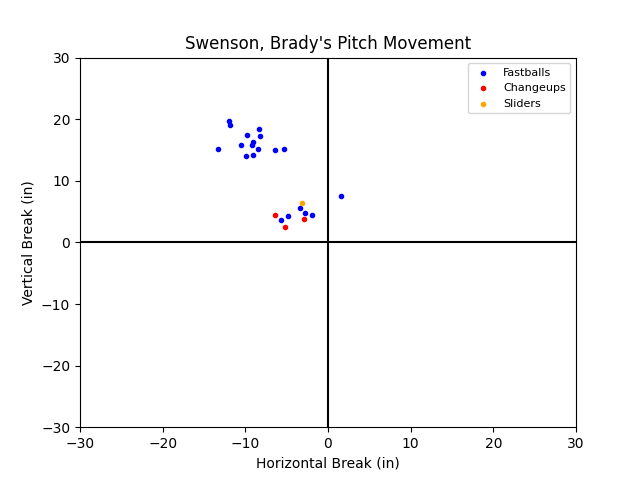 Swenson, Brady's Pitch Movement
Fastballs
Changeups
Sliders
30
20
10
0
−10
−20
−30
Vertical Break (in)
−30
−20
−10
0
10
20
30
Horizontal Break (in)